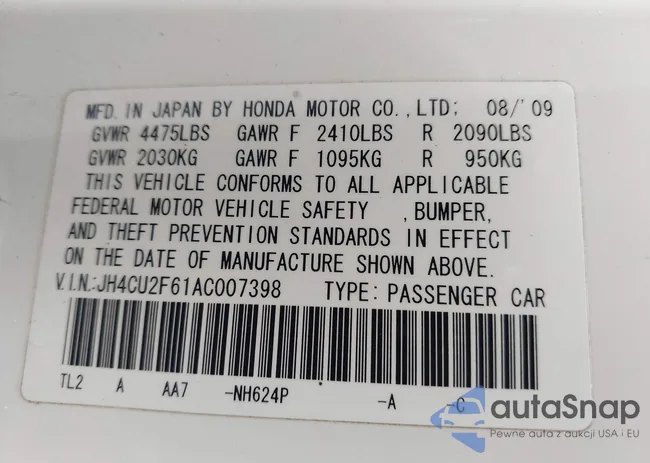 MFD. IN JAPAN BY HONDA MOTOR CO.,LTD; 08/'09
GVWR 4475LBS GAWR F 2410LBS R 2090LBS
GVWR 2030KG GAWR F 1095KG R 950KG
THIS VEHICLE CONFORMS TO ALL APPLICABLE
FEDERAL MOTOR VEHICLE SAFETY ,BUMPER,
AND THEFT PREVENTION STANDARDS IN EFFECT
ON THE DATE OF MANUFACTURE SHOWN ABOVE.
V.I.N.:JH4CU2F61AC007398 TYPE: PASSENGER CAR
TL2 A AA7 -NH624P -A -C
autaSnap
Pewne auta z aukcji USA i EU